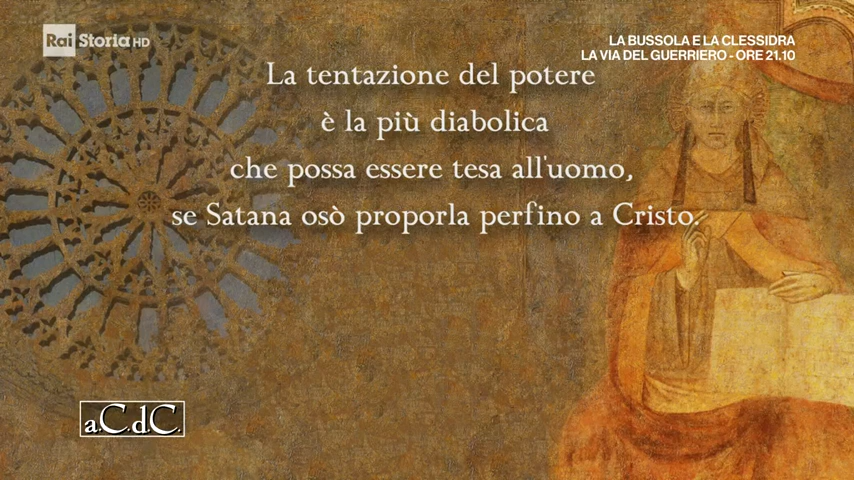 Rai Storia HD
LA BUSSOLA E LA CLESSIDRA
LA VIA DEL GUERRIERO - ORE 21.10
La tentazione del potere
è la più diabolica
che possa essere tesa all'uomo,
se Satana osò proporla perfino a Cristo.
a.C.d.C.